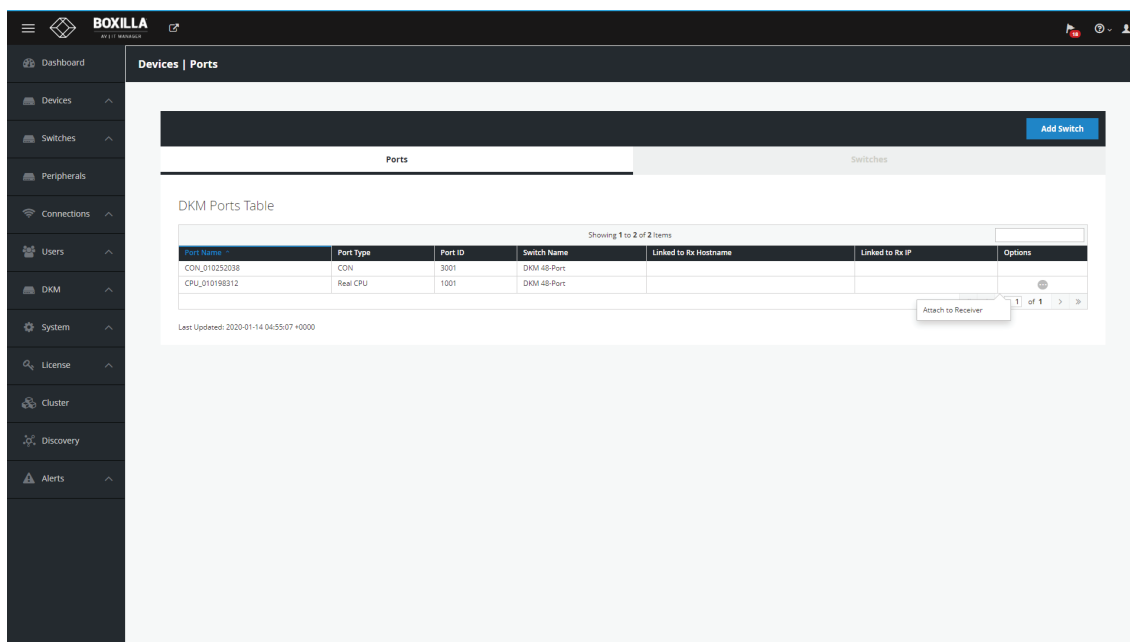 BOXILLA
AV | IT MANAGER
18
Dashboard
Devices | Ports
Devices
Switches
Peripherals
Connections
Users
DKM
System
License
Cluster
Discovery
Alerts
Add Switch
Ports Switches
DKM Ports Table
Showing 1 to 2 of 2 Items
Port Name Port Type Port ID Switch Name Linked to Rx Hostname Linked to Rx IP Options
CON_010252038 CON 3001 DKM 48-Port
CPU_010198312 Real CPU 1001 DKM 48-Port
1 of 1
Attach to Receiver
Last Updated: 2020-01-14 04:55:07 +0000